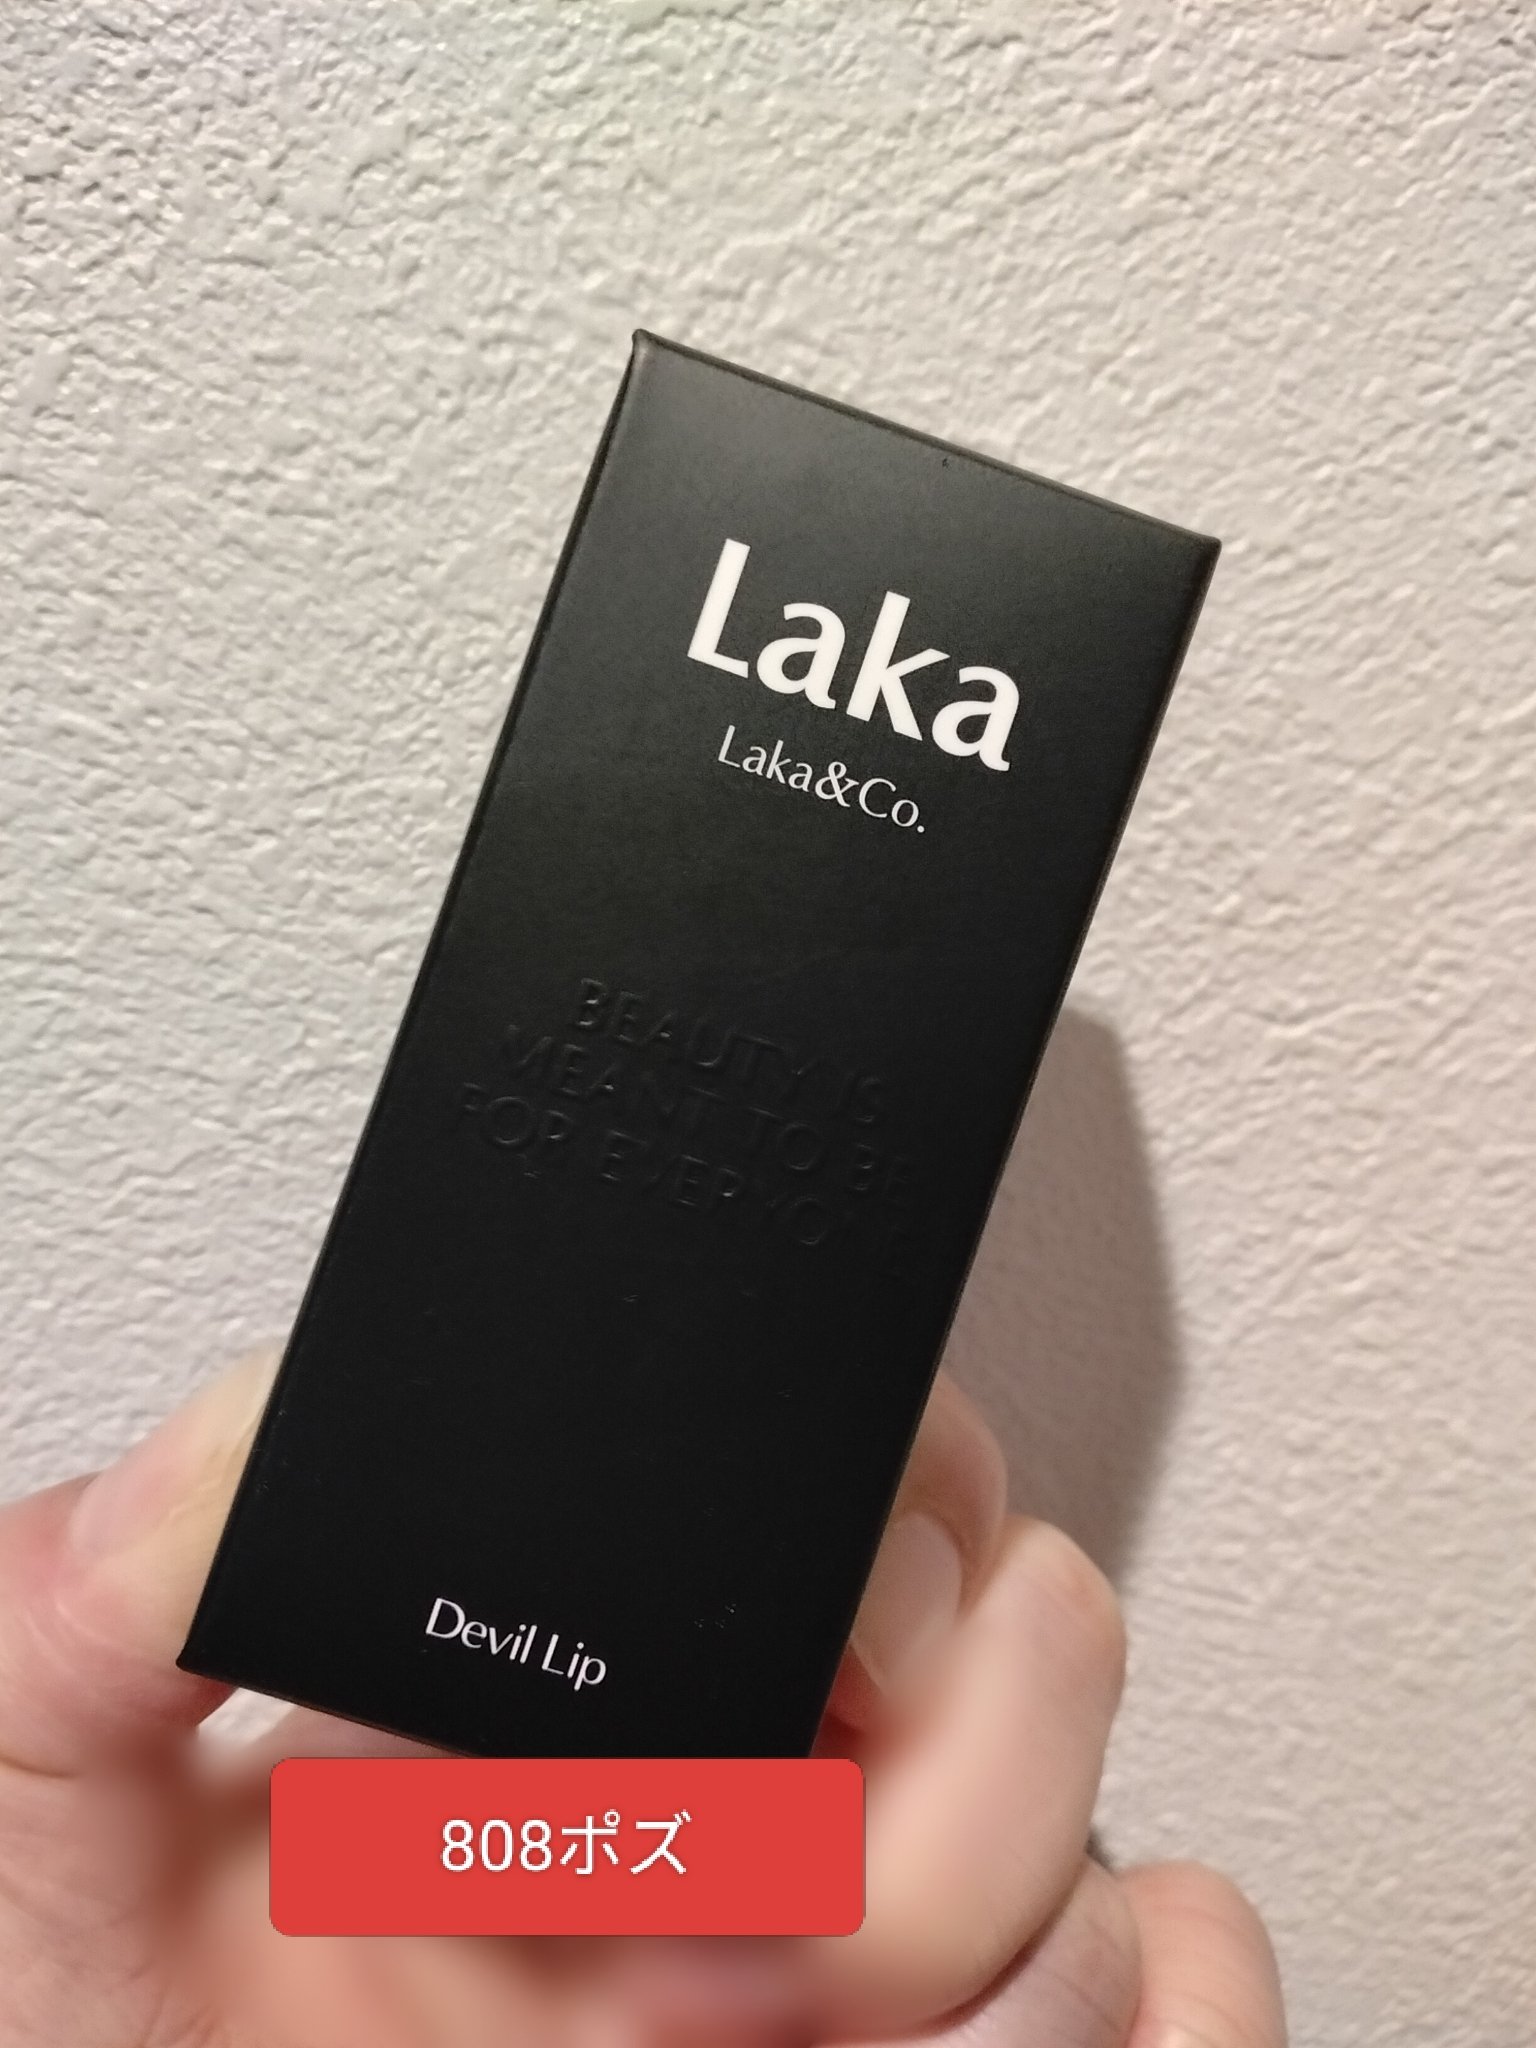 Laka
Laka&Co.
BEAUTY IS
MEANT TO BE
FOR EVERYONE
Devil Lip
808ポズ